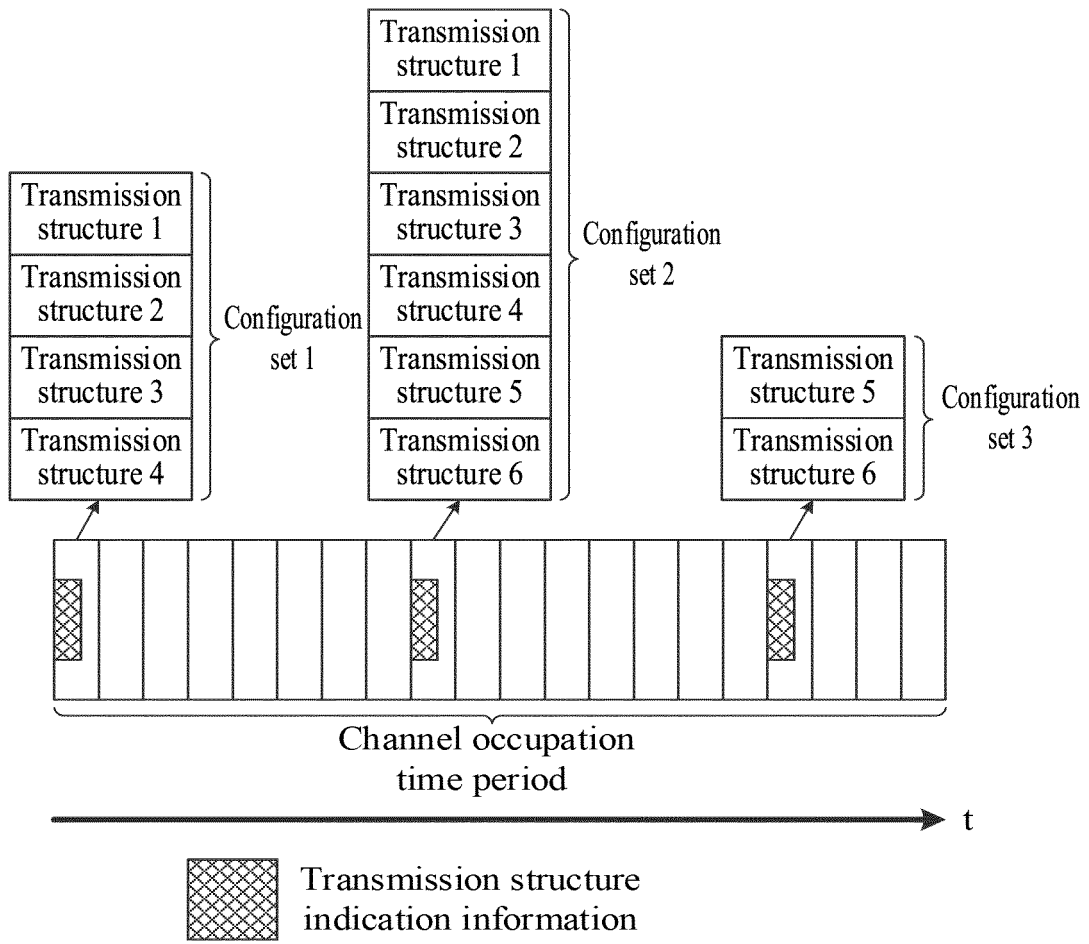 Transmission
structure 1
Transmission
structure 2
Transmission
structure 3
Transmission
structure 4
Configuration
set 1
Transmission
structure 1
Transmission
structure 2
Transmission
structure 3
Transmission
structure 4
Transmission
structure 5
Transmission
structure 6
Configuration
set 2
Transmission
structure 5
Transmission
structure 6
Configuration
set 3
Channel occupation
time period
t
Transmission structure
indication information